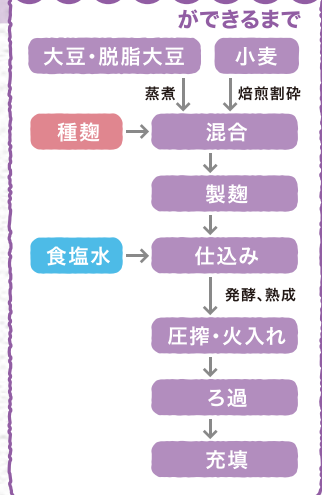 ができるまで
大豆・脱脂大豆 小麦
蒸煮 焙煎割砕
種麹 混合
製麹
食塩水 仕込み
発酵、熟成
圧搾・火入れ
ろ過
充填